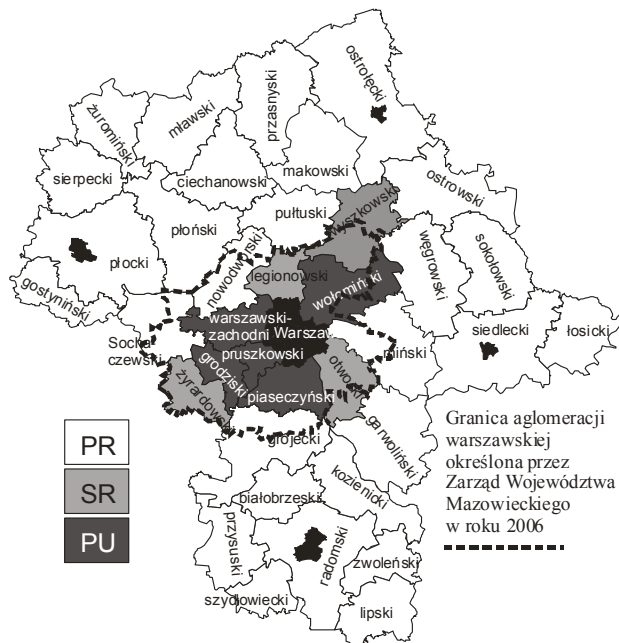 ostrołęcki
przasnyski
mławski
żuromiński
makowski
ciechanowski
sierpecki
ostrowski
wyszkowski
pułtuski
płoński
sokołowski
węgrowski
płocki
nowodworski
legionowski
wołomiński
gostyniński
warszawski-
zachodni
Warszaw
siedlecki
łosicki
Socha
czewski
miński
pruszkowski
grodziski
otwocki
żyrardowski
piaseczyński
garwoliński
grójecki
Granica aglomeracji
warszawskiej
określona przez
Zarząd Województwa
Mazowieckiego
w roku 2006
PR
SR
PU
kozienicki
białobrzeski
przysuski
radomski
zwoleński
szydłowiecki
lipski